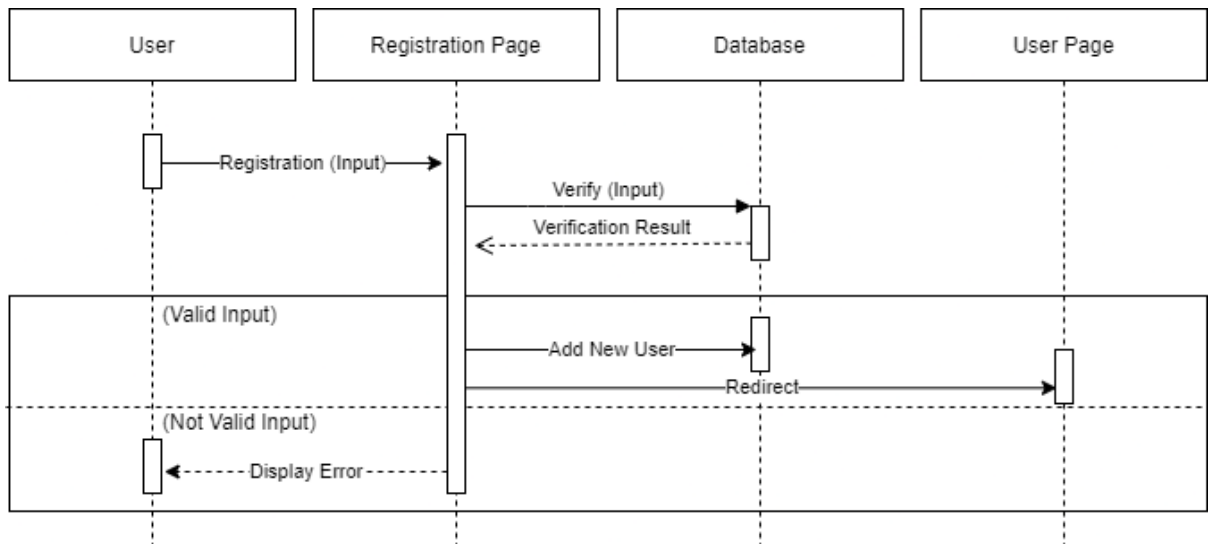 User
Registration Page
Database
User Page
Registration (Input)
Verify (Input)
Verification Result
(Valid Input)
Add New User
Redirect
(Not Valid Input)
Display Error